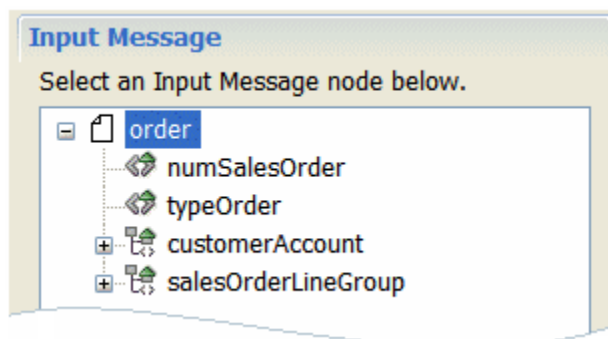 Input Message
Select an Input Message node below.
order
numSalesOrder
typeOrder
customerAccount
salesOrderLineGroup